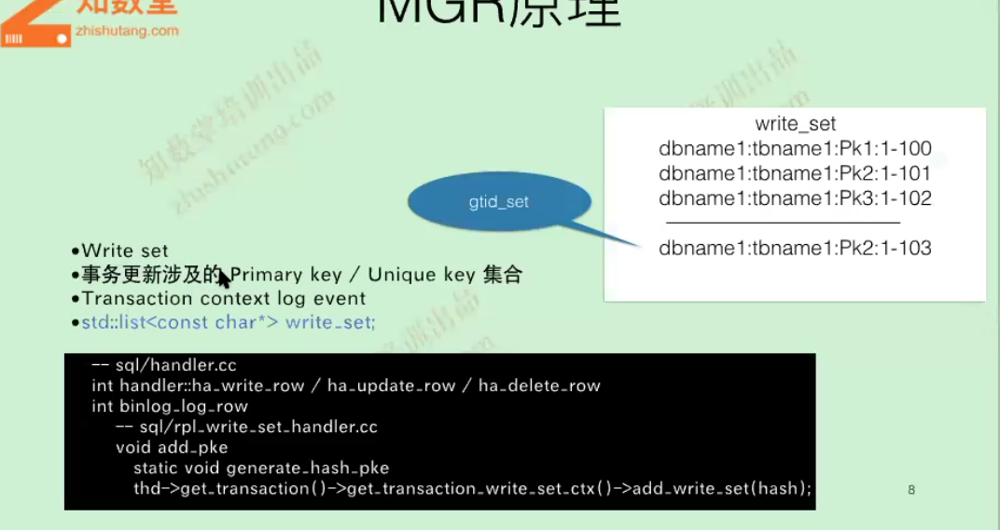 知数堂
zhishutang.com
MGR原理
write_set
dbname1:tbname1:Pk1:1-100
dbname1:tbname1:Pk2:1-101
dbname1:tbname1:Pk3:1-102
dbname1:tbname1:Pk2:1-103
gtid_set
•Write set
•事务更新涉及的 Primary key / Unique key 集合
•Transaction context log event
•std::list<const char*> write_set;
-- sql/handler.cc
int handler::ha_write_row / ha_update_row / ha_delete_row
int binlog_log_row
-- sql/rpl_write_set_handler.cc
void add_pke
static void generate_hash_pke
thd->get_transaction()->get_transaction_write_set_ctx()->add_write_set(hash);
8